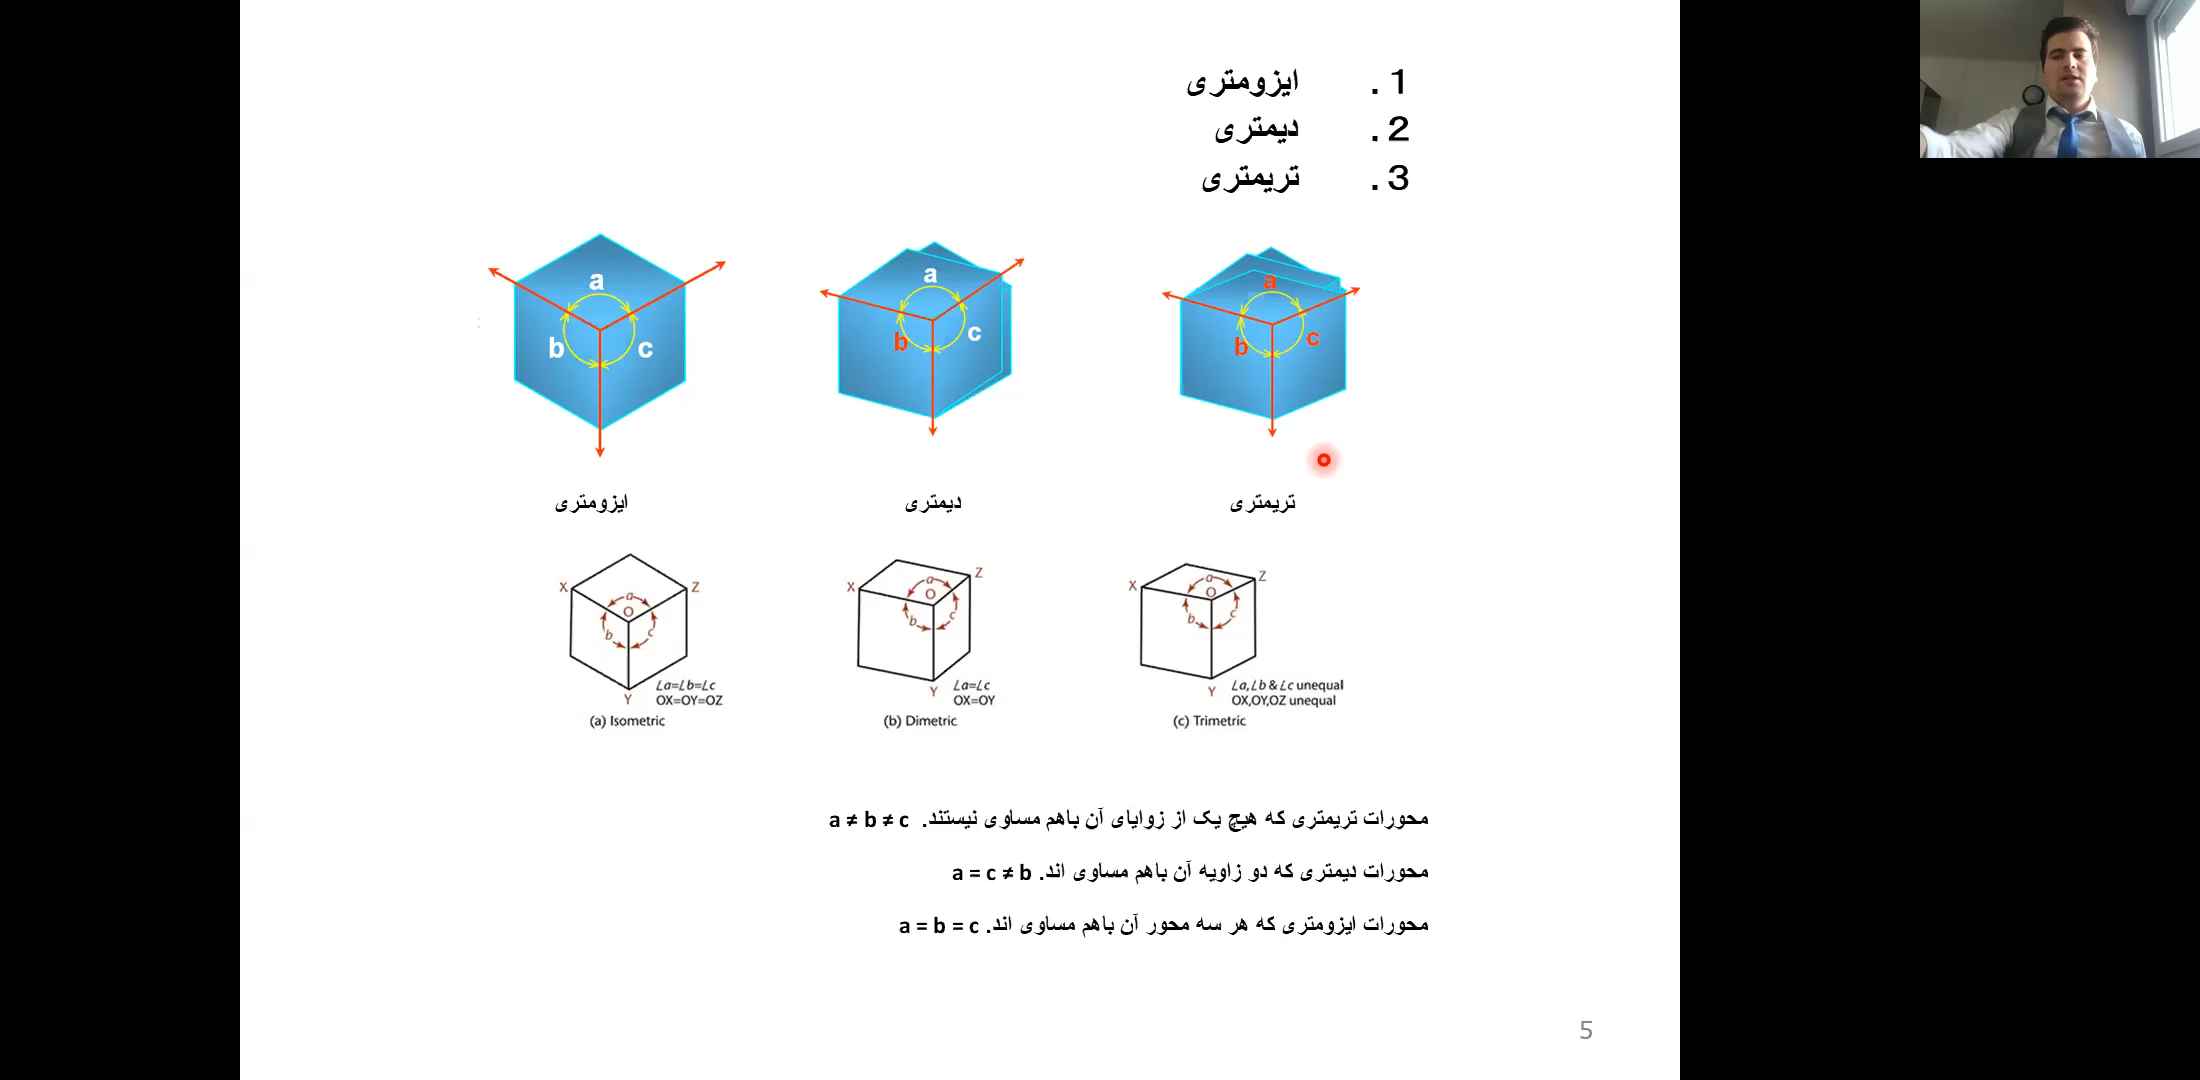 1. ایزومتری
2. دیمتری
3. تریمتری
a
b
c
a
b
c
a
b
c
ایزومتری
دیمتری
تریمتری
X
Z
a
O
b
c
Y
∠a=∠b=∠c
OX=OY=OZ
(a) Isometric
X
Z
a
O
b
c
Y
∠a=∠c
OX=OY
(b) Dimetric
X
Z
a
O
b
c
Y
∠a,∠b & ∠c unequal
OX,OY,OZ unequal
(c) Trimetric
محورات تریمتری که هیچ یک از زوایای آن باهم مساوی نیستند. a ≠ b ≠ c
محورات دیمتری که دو زاویه آن باهم مساوی اند. a = c ≠ b
محورات ایزومتری که هر سه محور آن باهم مساوی اند. a = b = c
5